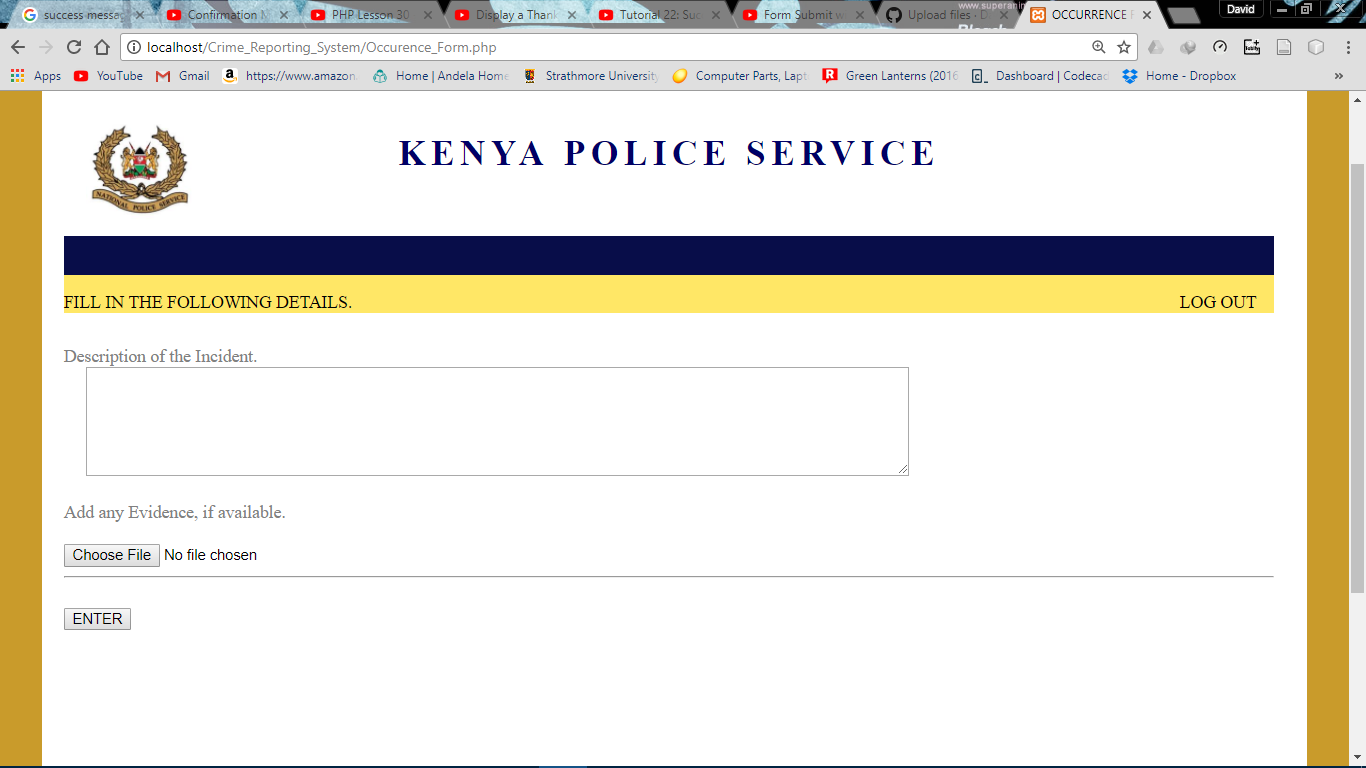 success messa
Confirmation M
PHP Lesson 30
Display a Thank
Tutorial 22: Suc
Form Submit w
Upload files · D
www.superanim
OCCURRENCE F
David
localhost/Crime_Reporting_System/Occurence_Form.php
Apps
YouTube
Gmail
https://www.amazon.
Home | Andela Home
Strathmore University
Computer Parts, Lapt
Green Lanterns (2016
Dashboard | Codecad
Home - Dropbox
»
KENYA POLICE SERVICE
NATIONAL POLICE SERVICE
FILL IN THE FOLLOWING DETAILS.
LOG OUT
Description of the Incident.
Add any Evidence, if available.
Choose File No file chosen
ENTER